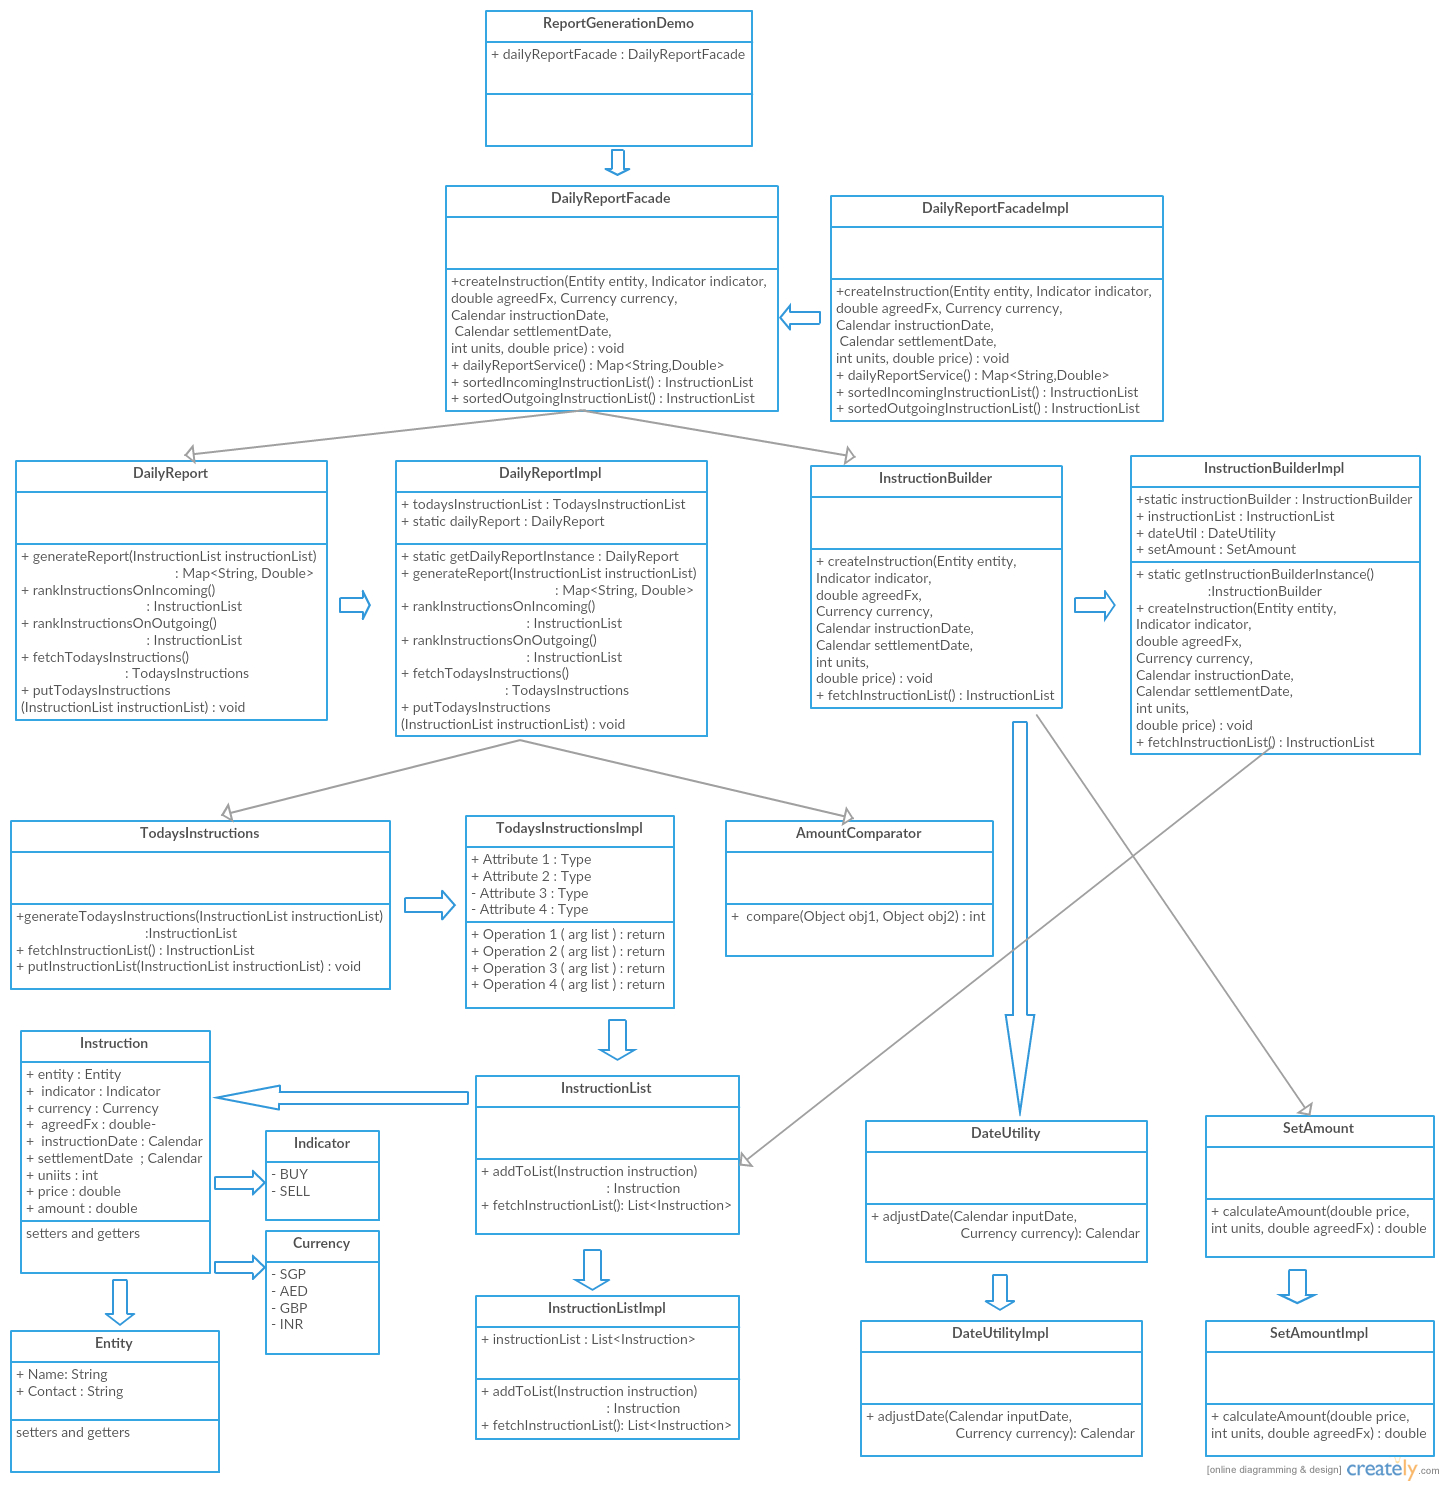 ReportGenerationDemo
+ dailyReportFacade : DailyReportFacade
DailyReportFacade
+createInstruction(Entity entity, Indicator indicator,
double agreedFx, Currency currency,
Calendar instructionDate,
Calendar settlementDate,
int units, double price) : void
+ dailyReportService() : Map<String,Double>
+ sortedIncomingInstructionList() : InstructionList
+ sortedOutgoingInstructionList() : InstructionList
DailyReportFacadeImpl
+createInstruction(Entity entity, Indicator indicator,
double agreedFx, Currency currency,
Calendar instructionDate,
Calendar settlementDate,
int units, double price) : void
+ dailyReportService() : Map<String,Double>
+ sortedIncomingInstructionList() : InstructionList
+ sortedOutgoingInstructionList() : InstructionList
DailyReport
+ generateReport(InstructionList instructionList)
: Map<String, Double>
+ rankInstructionsOnIncoming()
: InstructionList
+ rankInstructionsOnOutgoing()
: InstructionList
+ fetchTodaysInstructions()
: TodaysInstructions
+ putTodaysInstructions
(InstructionList instructionList) : void
DailyReportImpl
+ todaysInstructionList : TodaysInstructionList
+ static dailyReport : DailyReport
+ static getDailyReportInstance : DailyReport
+ generateReport(InstructionList instructionList)
: Map<String, Double>
+ rankInstructionsOnIncoming()
: InstructionList
+ rankInstructionsOnOutgoing()
: InstructionList
+ fetchTodaysInstructions()
: TodaysInstructions
+ putTodaysInstructions
(InstructionList instructionList) : void
InstructionBuilder
+ createInstruction(Entity entity,
Indicator indicator,
double agreedFx,
Currency currency,
Calendar instructionDate,
Calendar settlementDate,
int units,
double price) : void
+ fetchInstructionList() : InstructionList
InstructionBuilderImpl
+static instructionBuilder : InstructionBuilder
+ instructionList : InstructionList
+ dateUtil : DateUtility
+ setAmount : SetAmount
+ static getInstructionBuilderInstance()
:InstructionBuilder
+ createInstruction(Entity entity,
Indicator indicator,
double agreedFx,
Currency currency,
Calendar instructionDate,
Calendar settlementDate,
int units,
double price) : void
+ fetchInstructionList() : InstructionList
TodaysInstructions
+generateTodaysInstructions(InstructionList instructionList)
:InstructionList
+ fetchInstructionList() : InstructionList
+ putInstructionList(InstructionList instructionList) : void
TodaysInstructionsImpl
+ Attribute 1 : Type
+ Attribute 2 : Type
- Attribute 3 : Type
- Attribute 4 : Type
+ Operation 1 ( arg list ) : return
+ Operation 2 ( arg list ) : return
+ Operation 3 ( arg list ) : return
+ Operation 4 ( arg list ) : return
AmountComparator
+ compare(Object obj1, Object obj2) : int
Instruction
+ entity : Entity
+ indicator : Indicator
+ currency : Currency
+ agreedFx : double-
+ instructionDate : Calendar
+ settlementDate ; Calendar
+ uniits : int
+ price : double
+ amount : double
setters and getters
Indicator
- BUY
- SELL
Currency
- SGP
- AED
- GBP
- INR
Entity
+ Name: String
+ Contact : String
setters and getters
InstructionList
+ addToList(Instruction instruction)
: Instruction
+ fetchInstructionList(): List<Instruction>
InstructionListImpl
+ instructionList : List<Instruction>
+ addToList(Instruction instruction)
: Instruction
+ fetchInstructionList(): List<Instruction>
DateUtility
+ adjustDate(Calendar inputDate,
Currency currency): Calendar
DateUtilityImpl
+ adjustDate(Calendar inputDate,
Currency currency): Calendar
SetAmount
+ calculateAmount(double price,
int units, double agreedFx) : double
SetAmountImpl
+ calculateAmount(double price,
int units, double agreedFx) : double
[online diagramming & design] creately.com